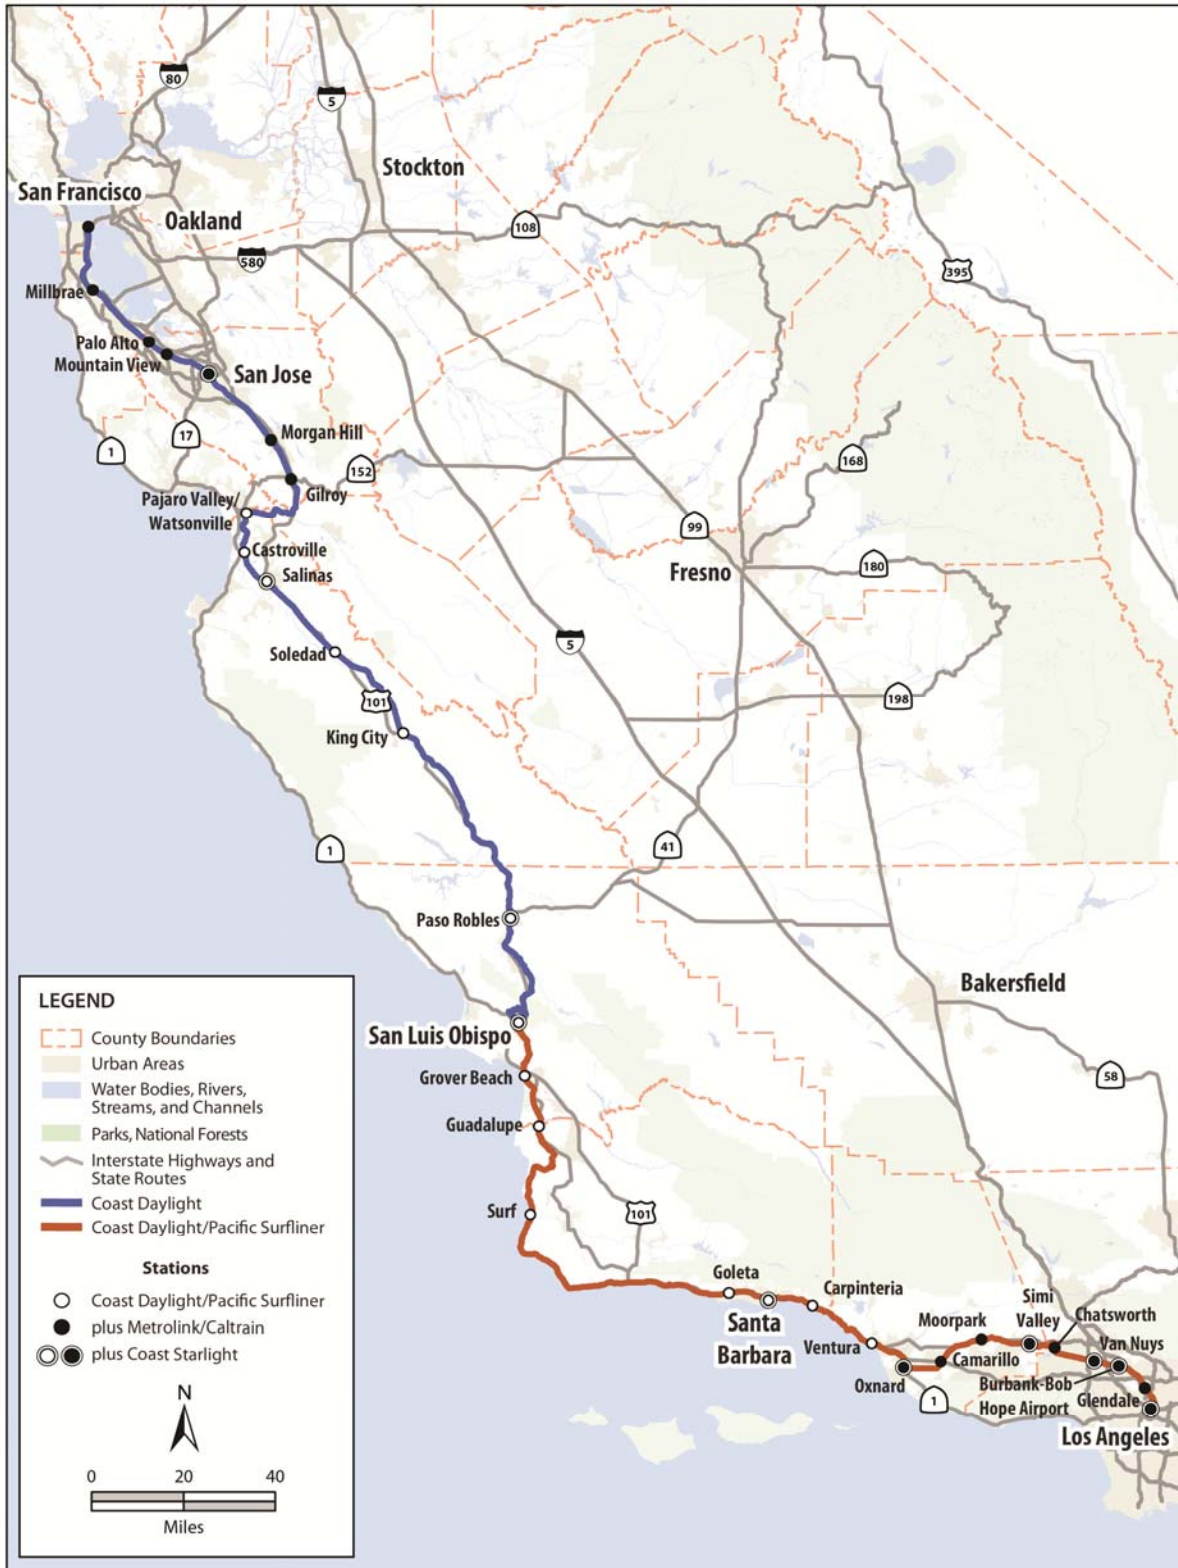 80
5
Stockton
San Francisco
Oakland
108
580
395
Millbrae
Palo Alto
Mountain View
San Jose
17
Morgan Hill
1
152
168
Gilroy
Pajaro Valley/
Watsonville
99
Castroville
Salinas
Fresno
180
5
Soledad
101
198
King City
1
41
Paso Robles
Bakersfield
San Luis Obispo
Grover Beach
58
Guadalupe
Surf
101
Goleta
Carpinteria
Simi
Valley
Chatsworth
Santa
Barbara
Moorpark
Van Nuys
Ventura
Camarillo
Oxnard
Burbank-Bob
Hope Airport
Glendale
1
Los Angeles
LEGEND
County Boundaries
Urban Areas
Water Bodies, Rivers,
Streams, and Channels
Parks, National Forests
Interstate Highways and
State Routes
Coast Daylight
Coast Daylight/Pacific Surfliner
Stations
Coast Daylight/Pacific Surfliner
plus Metrolink/Caltrain
plus Coast Starlight
N
0 20 40
Miles